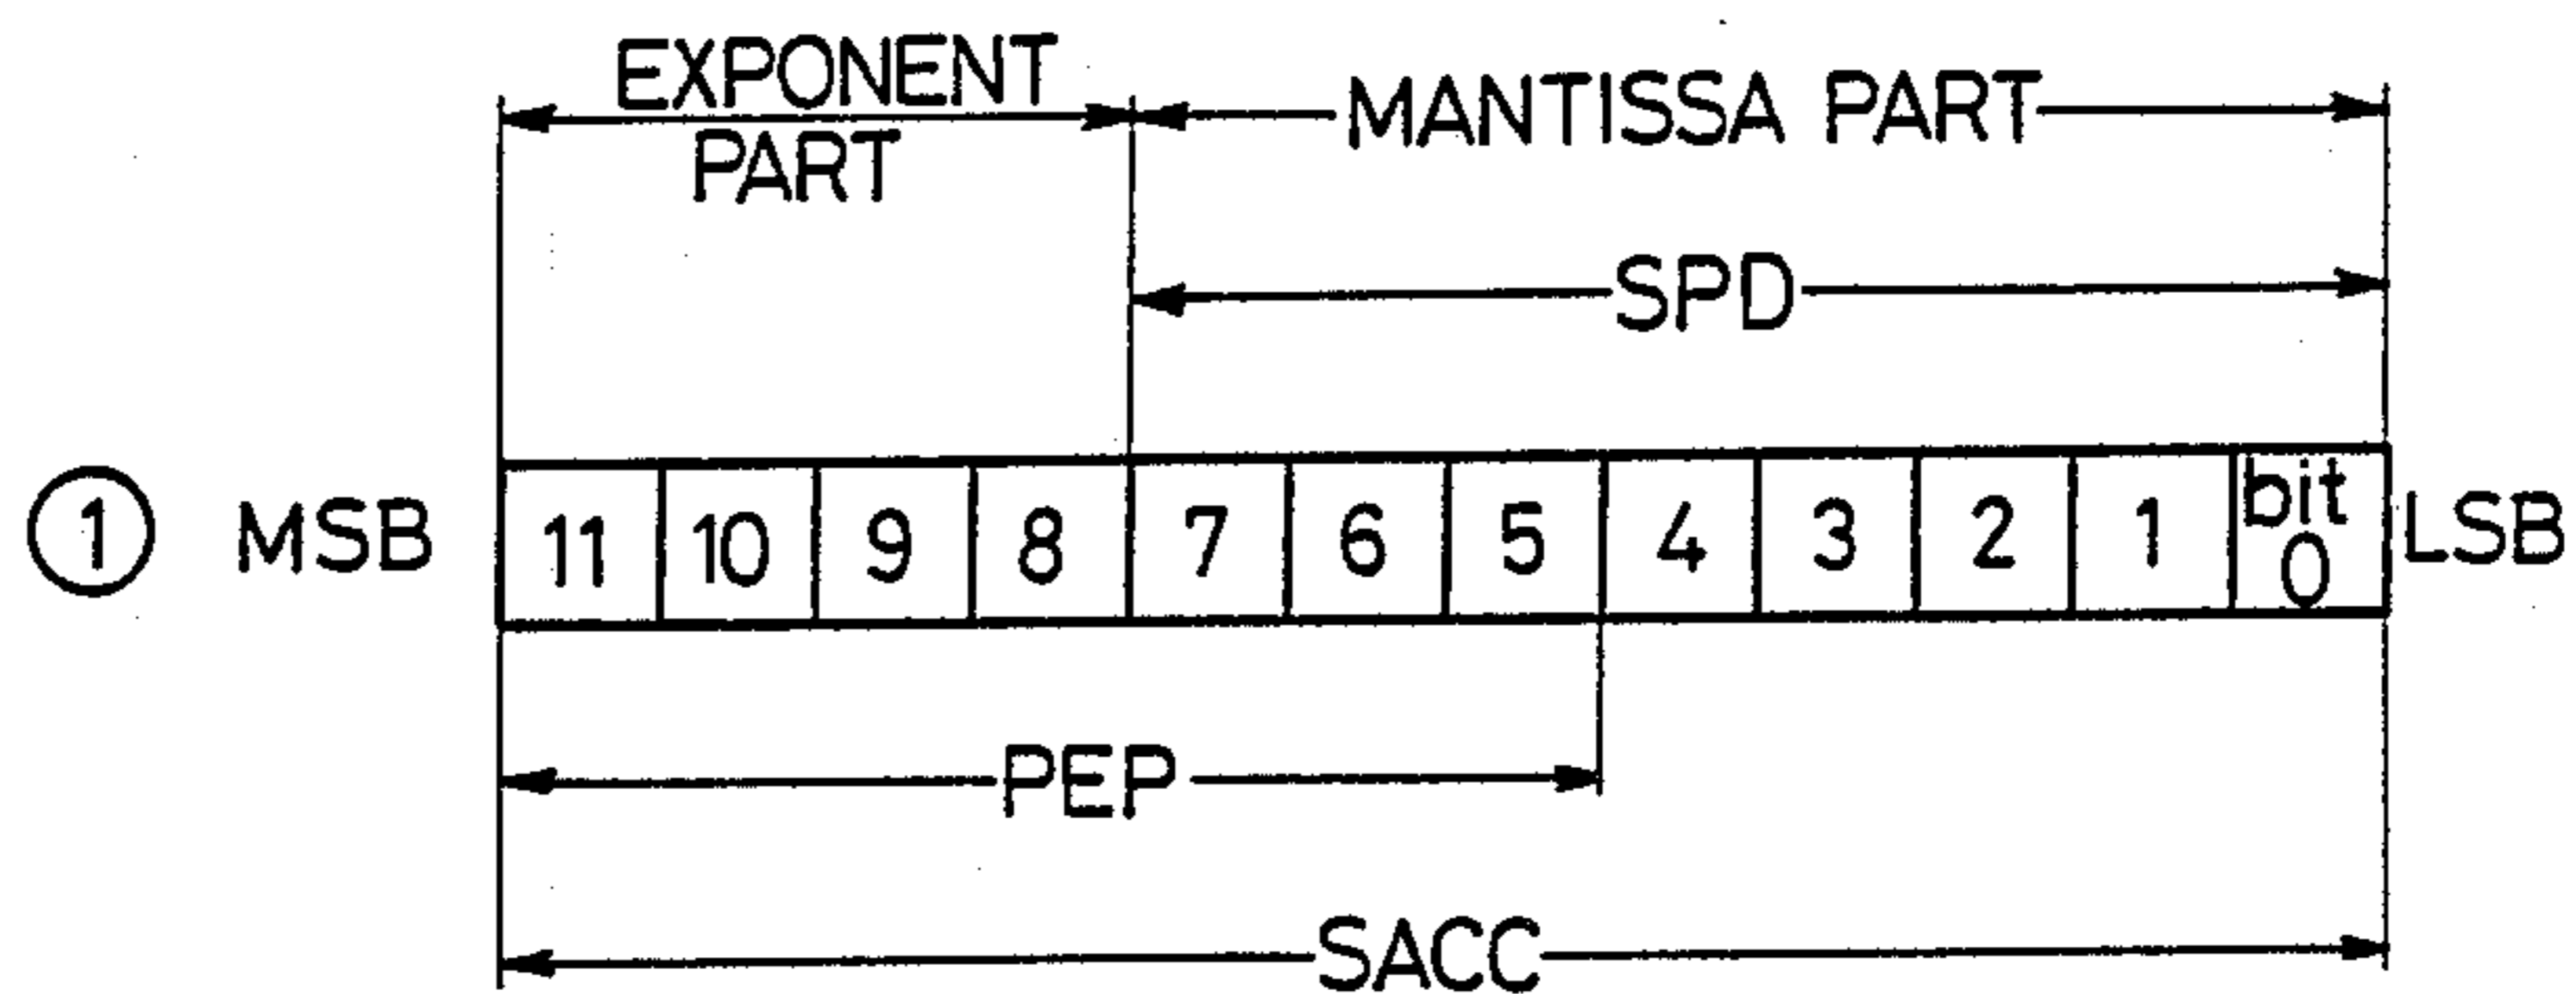 EXPONENT
PART
MANTISSA PART
SPD
① MSB 11 10 9 8 7 6 5 4 3 2 1 bit 0 LSB
PEP
SACC